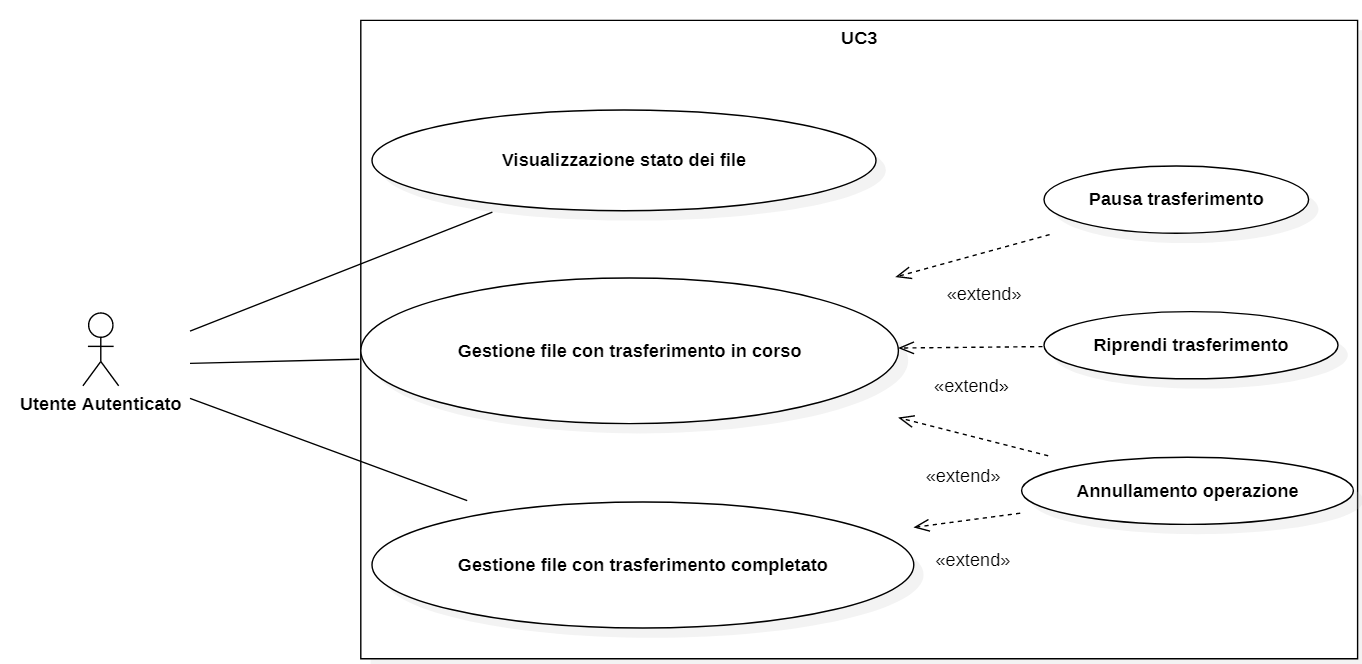 UC3
Visualizzazione stato dei file
Pausa trasferimento
«extend»
Gestione file con trasferimento in corso
Riprendi trasferimento
«extend»
Utente Autenticato
«extend»
Annullamento operazione
«extend»
Gestione file con trasferimento completato